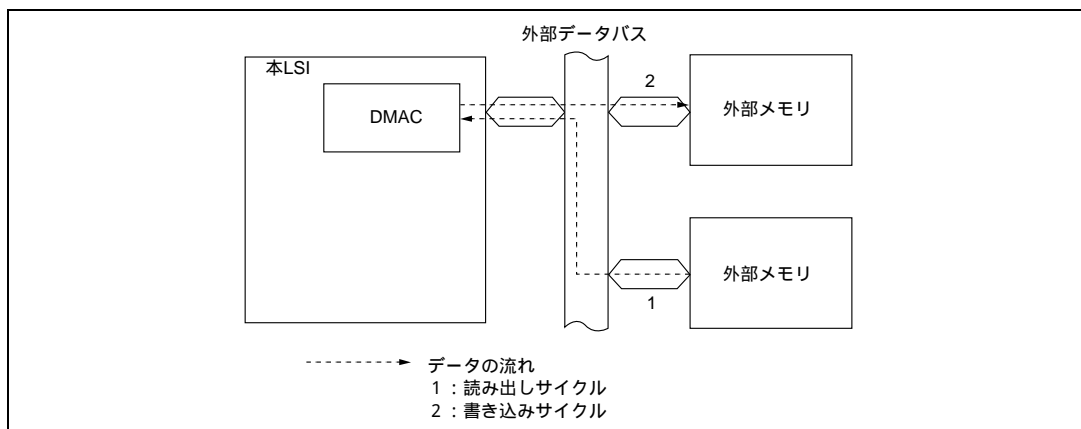 外部データバス
本LSI
DMAC
2
外部メモリ
外部メモリ
1
データの流れ
1：読み出しサイクル
2：書き込みサイクル